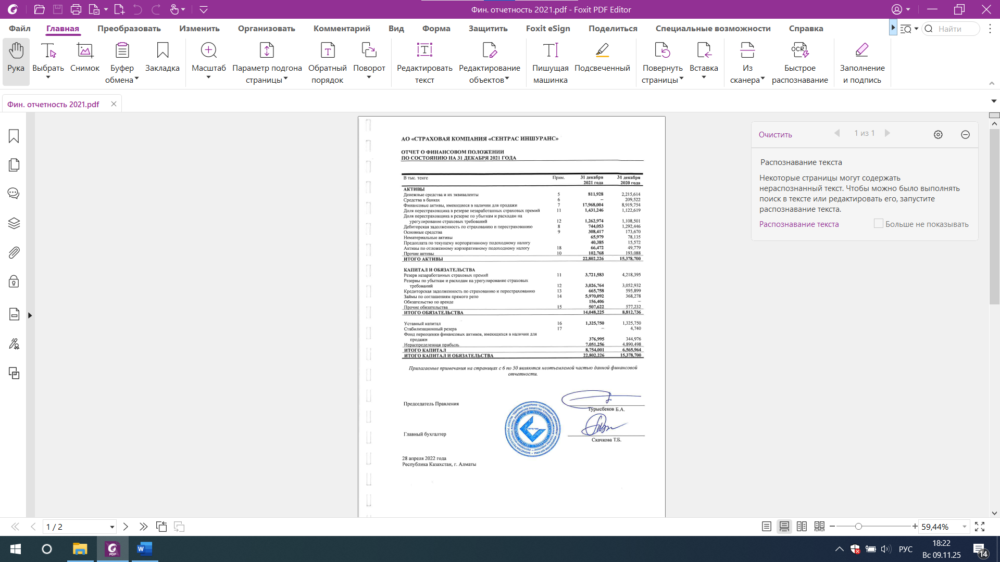 Фин. отчетность 2021.pdf - Foxit PDF Editor
Файл Главная Преобразовать Изменить Организовать Комментарий Вид Форма Защитить Foxit eSign Поделиться Специальные возможности Справка Найти
Рука Выбрать Снимок Буфер обмена Закладка Масштаб Параметр подгона страницы Обратный порядок Поворот Редактировать текст Редактирование объектов Пишущая машинка Подсвеченный Повернуть страницы Вставка Из сканера Быстрое распознавание Заполнение и подпись
Фин. отчетность 2021.pdf
АО «СТРАХОВАЯ КОМПАНИЯ «СЕНТРАС ИНШУРАНС»
ОТЧЕТ О ФИНАНСОВОМ ПОЛОЖЕНИИ
ПО СОСТОЯНИЮ НА 31 ДЕКАБРЯ 2021 ГОДА
В тыс. тенге Прим. 31 декабря 2021 года 31 декабря 2020 года
АКТИВЫ
Денежные средства и их эквиваленты 5 811,928 2,215,614
Средства в банках 6 – 209,522
Финансовые активы, имеющиеся в наличии для продажи 7 17,968,004 8,919,754
Доля перестраховщика в резерве незаработанных страховых премий 11 1,431,246 1,122,619
Доля перестраховщика в резерве по убыткам и расходам на
урегулирование страховых требований 12 1,262,974 1,108,501
Дебиторская задолженность по страхованию и перестрахованию 8 744,053 1,292,446
Основные средства 9 308,417 173,670
Нематериальные активы 65,979 78,135
Предоплата по текущему корпоративному подоходному налогу 40,385 15,572
Активы по отложенному корпоративному подоходному налогу 18 66,472 49,779
Прочие активы 10 102,768 193,088
ИТОГО АКТИВЫ 22,802,226 15,378,700
КАПИТАЛ И ОБЯЗАТЕЛЬСТВА
Резерв незаработанных страховых премий 11 3,721,583 4,218,395
Резервы по убыткам и расходам на урегулирование страховых
требований 12 3,026,764 3,052,932
Кредиторская задолженность по страхованию и перестрахованию 13 665,758 595,899
Займы по соглашениям прямого репо 14 5,970,092 368,278
Обязательство по аренде 156,406 –
Прочие обязательства 15 507,622 577,232
ИТОГО ОБЯЗАТЕЛЬСТВА 14,048,225 8,812,736
Уставный капитал 16 1,325,750 1,325,750
Стабилизационный резерв 17 – 4,740
Фонд переоценки финансовых активов, имеющихся в наличии для
продажи 376,995 344,976
Нераспределенная прибыль 7,051,256 4,890,498
ИТОГО КАПИТАЛ 8,754,001 6,565,964
ИТОГО КАПИТАЛ И ОБЯЗАТЕЛЬСТВА 22,802,226 15,378,700
Прилагаемые примечания на страницах с 6 по 50 являются неотъемлемой частью данной финансовой
отчетности.
Председатель Правления
Турысбеков Б.А.
Главный бухгалтер
Скачкова Т.Б.
28 апреля 2022 года
Республика Казахстан, г. Алматы
Очистить 1 из 1
Распознавание текста
Некоторые страницы могут содержать
нераспознанный текст. Чтобы можно было выполнять
поиск в тексте или редактировать его, запустите
распознавание текста.
Распознавание текста Больше не показывать
1 / 2 59,44%
РУС 18:22
Вс 09.11.25 14